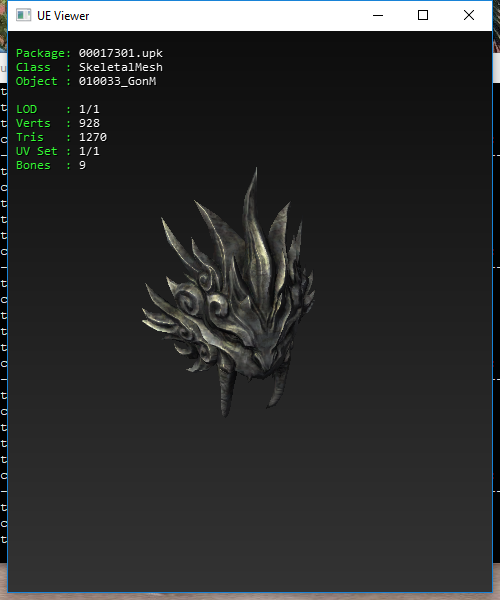 UE Viewer
Package: 00017301.upk
Class : SkeletalMesh
Object : 010033_GonM
LOD : 1/1
Verts : 928
Tris : 1270
UV Set : 1/1
Bones : 9